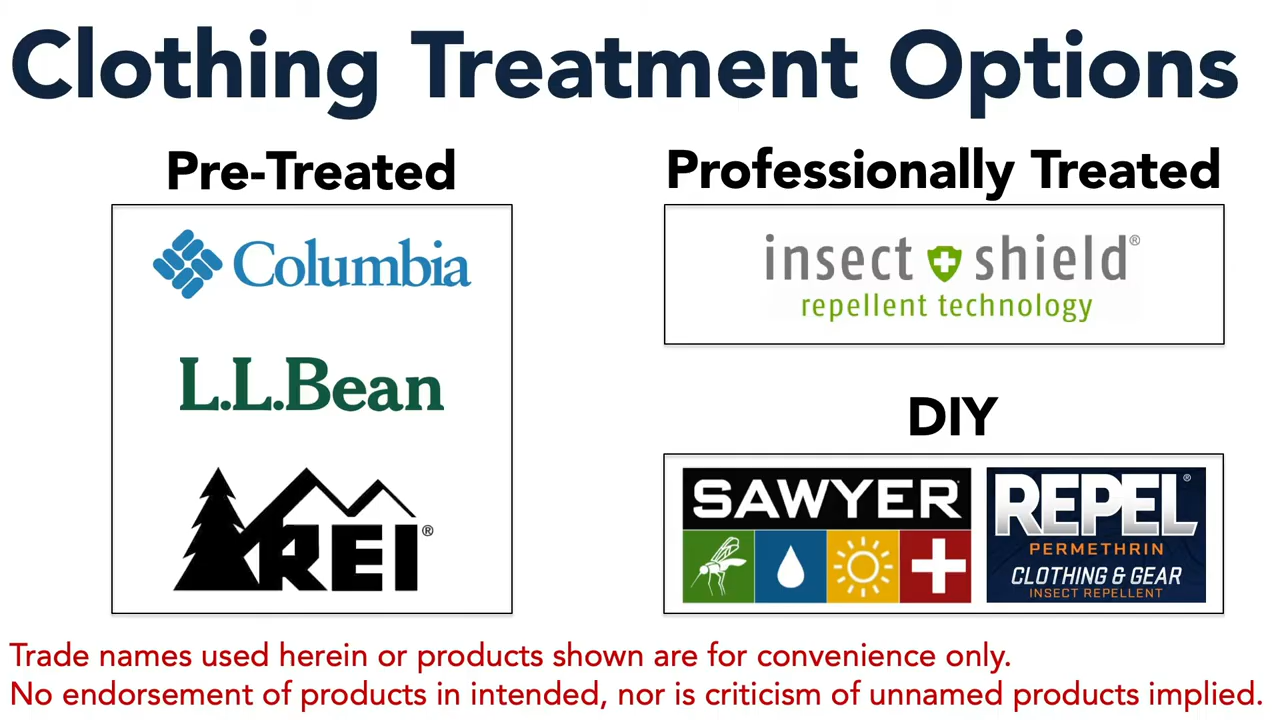 Clothing Treatment Options
Pre-Treated
Columbia
L.L.Bean
REI®
Professionally Treated
insect shield®
repellent technology
DIY
SAWYER®
REPEL®
PERMETHRIN
CLOTHING & GEAR
INSECT REPELLENT
Trade names used herein or products shown are for convenience only.
No endorsement of products in intended, nor is criticism of unnamed products implied.